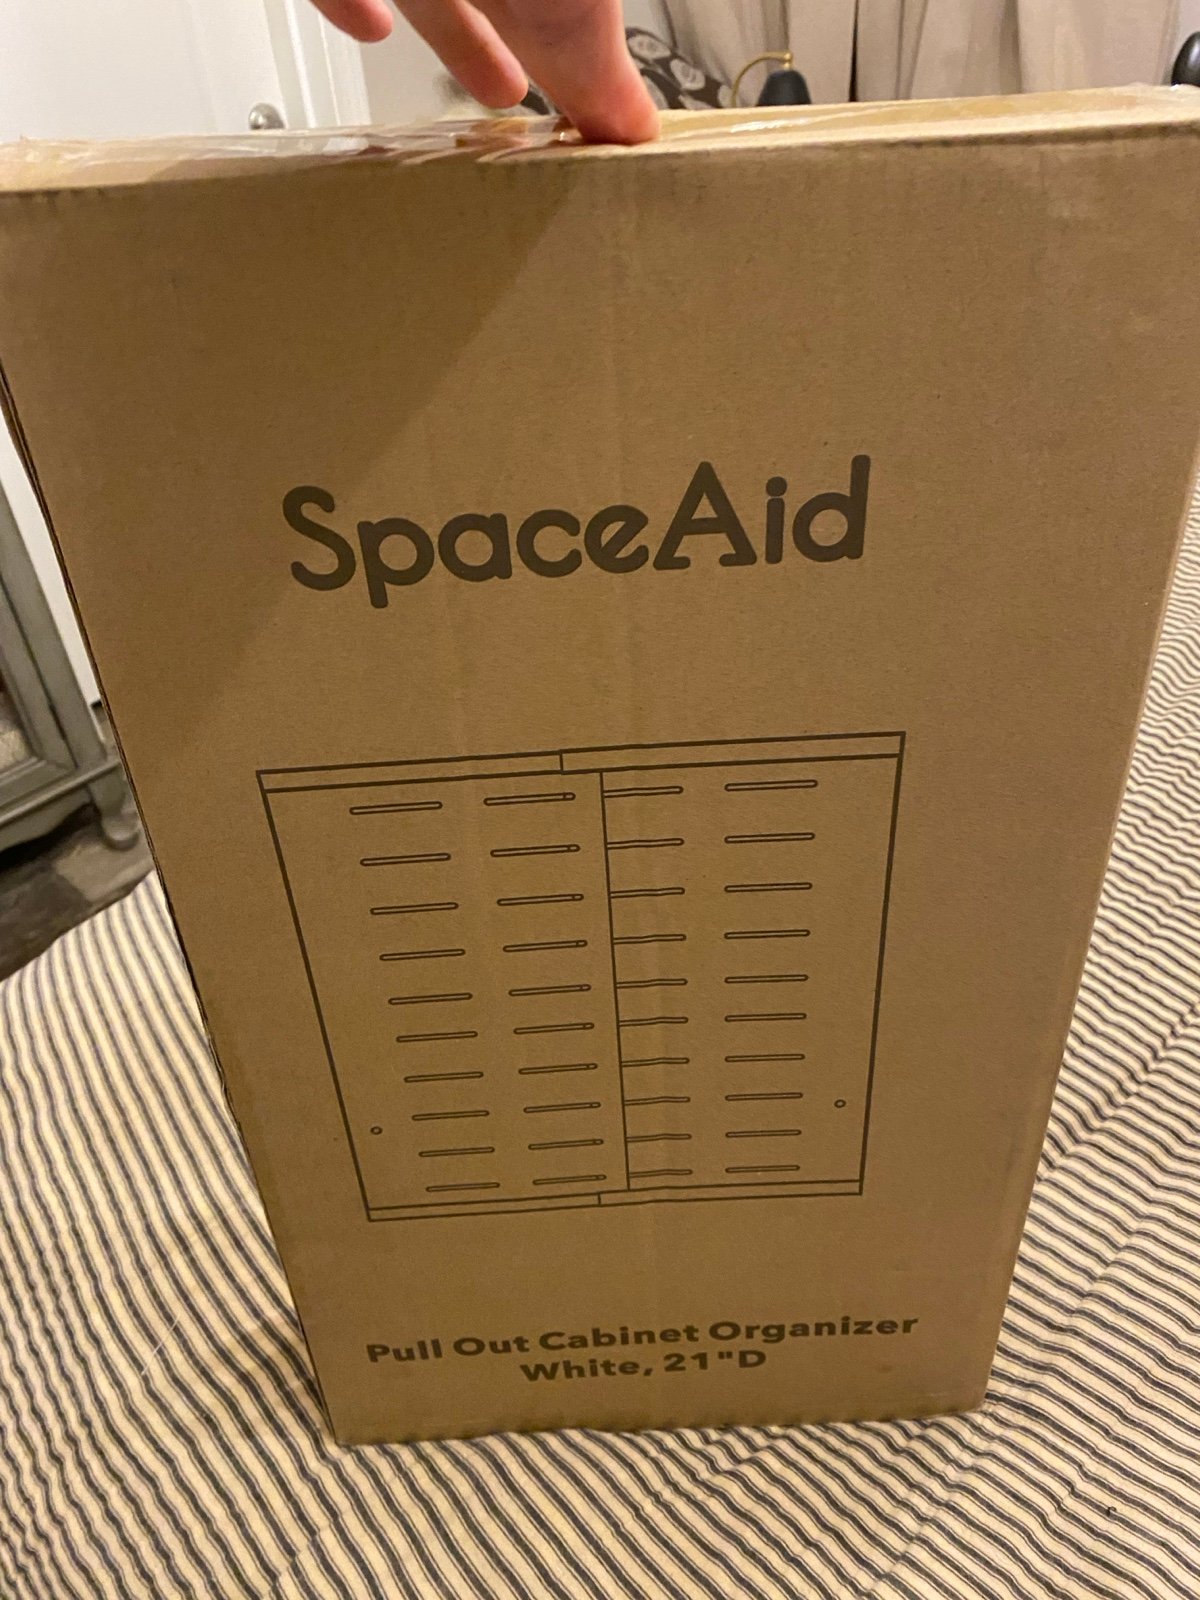 SpaceAid
Pull Out Cabinet Organizer
White, 21"D